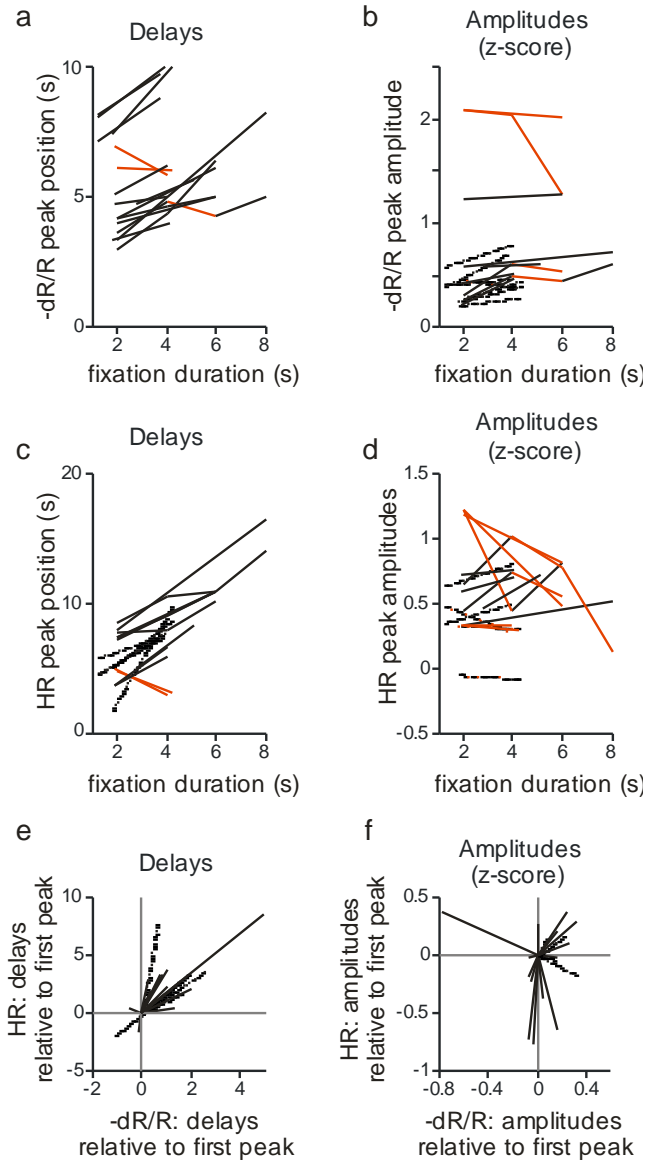 a
Delays
-dR/R peak position (s)
10
5
0
2 4 6 8
fixation duration (s)
b
Amplitudes
(z-score)
-dR/R peak amplitude
2
1
0
2 4 6 8
fixation duration (s)
c
Delays
HR peak position (s)
20
10
0
2 4 6 8
fixation duration (s)
d
Amplitudes
(z-score)
HR peak amplitudes
1.5
1
0.5
0
-0.5
2 4 6 8
fixation duration (s)
e
Delays
HR: delays
relative to first peak
10
5
0
-5
-2 0 2 4
-dR/R: delays
relative to first peak
f
Amplitudes
(z-score)
HR: amplitudes
relative to first peak
0.5
0
-0.5
-1
-0.8 -0.4 0 0.4
-dR/R: amplitudes
relative to first peak